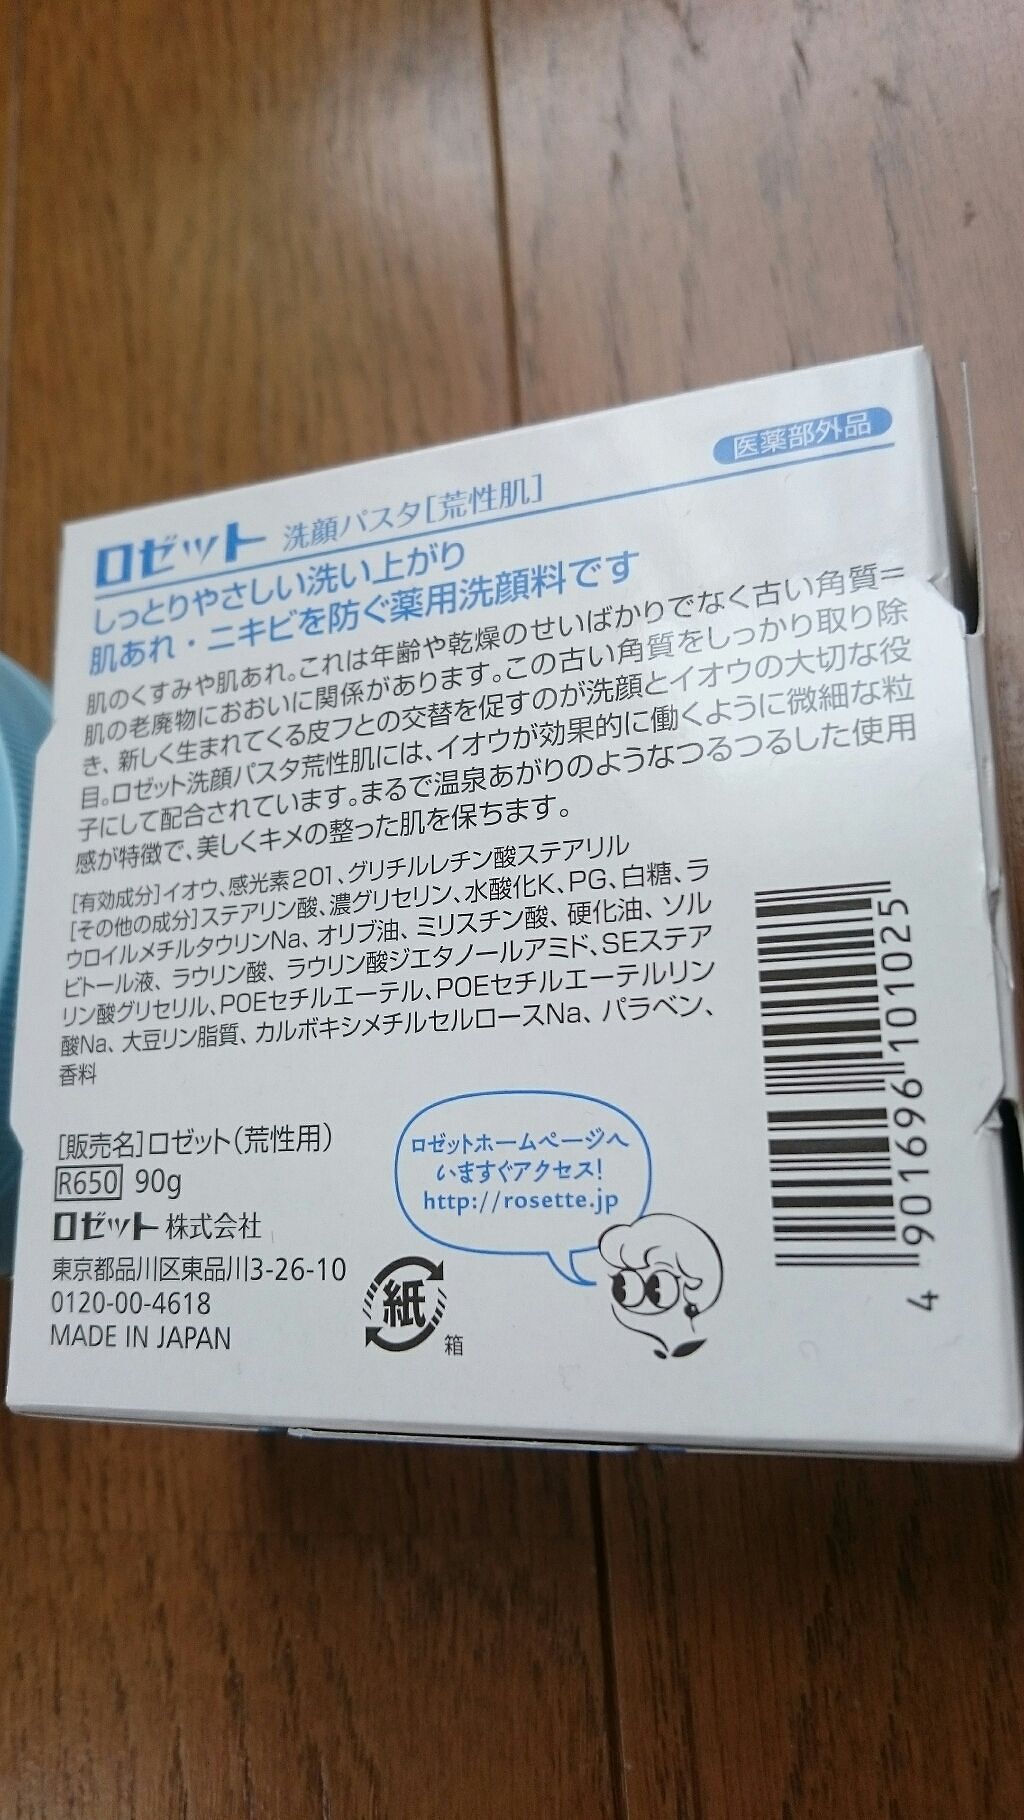 医薬部外品
ロゼット 洗顔パスタ[荒性肌]
しっとりやさしい洗い上がり
肌あれ・ニキビを防ぐ薬用洗顔料です
肌のくすみや肌あれ。これは年齢や乾燥のせいばかりでなく古い角質=
肌の老廃物におおいに関係があります。この古い角質をしっかり取り除
き、新しく生まれてくる皮フとの交替を促すのが洗顔とイオウの大切な役
目。ロゼット洗顔パスタ荒性肌には、イオウが効果的に働くように微細な粒
子にして配合されています。まるで温泉あがりのようなつるつるした使用
感が特徴で、美しくキメの整った肌を保ちます。
[有効成分]イオウ、感光素201、グリチルレチン酸ステアリル
[その他の成分]ステアリン酸、濃グリセリン、水酸化K、PG、白糖、ラ
ウロイルメチルタウリンNa、オリブ油、ミリスチン酸、硬化油、ソル
ビトール液、ラウリン酸、ラウリン酸ジエタノールアミド、SEステア
リン酸グリセリル、POEセチルエーテル、POEセチルエーテルリン
酸Na、大豆リン脂質、カルボキシメチルセルロースNa、パラベン、
香料
[販売名]ロゼット(荒性用)
R650 90g
ロゼット株式会社
東京都品川区東品川3-26-10
0120-00-4618
MADE IN JAPAN
紙
箱
ロゼットホームページへ
いますぐアクセス!
http://rosette.jp
4 901696 101025